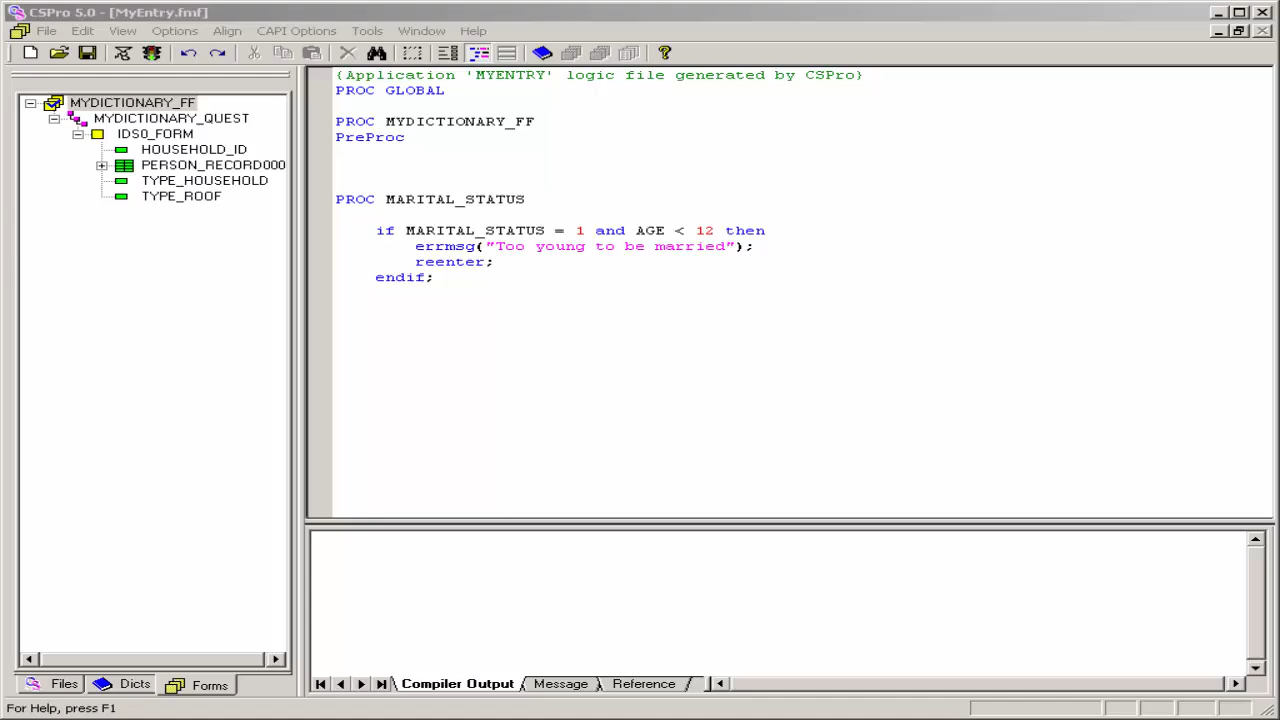 CSPro 5.0 - [MyEntry.fmf]
File Edit View Options Align CAPI Options Tools Window Help
MYDICTIONARY_FF
MYDICTIONARY_QUEST
IDS0_FORM
HOUSEHOLD_ID
PERSON_RECORD000
TYPE_HOUSEHOLD
TYPE_ROOF
Files Dicts Forms
{Application 'MYENTRY' logic file generated by CSPro}
PROC GLOBAL
PROC MYDICTIONARY_FF
PreProc
PROC MARITAL_STATUS
if MARITAL_STATUS = 1 and AGE < 12 then
errmsg("Too young to be married");
reenter;
endif;
Compiler Output Message Reference
For Help, press F1